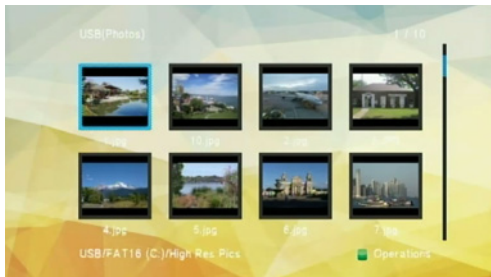 USB(Photos) 1 / 10
10.jpg
4.jpg 5.jpg 6.jpg 7.jpg
USB/FAT16 (C:)/High Res Pics Operations